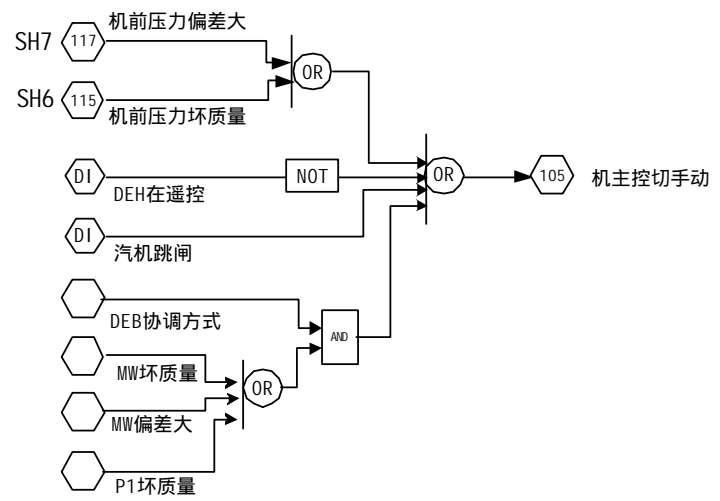 机前压力偏差大
SH7 117
OR
SH6 115
机前压力坏质量
DI NOT OR 105 机主控切手动
DEH在遥控
DI
汽机跳闸
DEB协调方式
AND
MW坏质量
OR
MW偏差大
P1坏质量